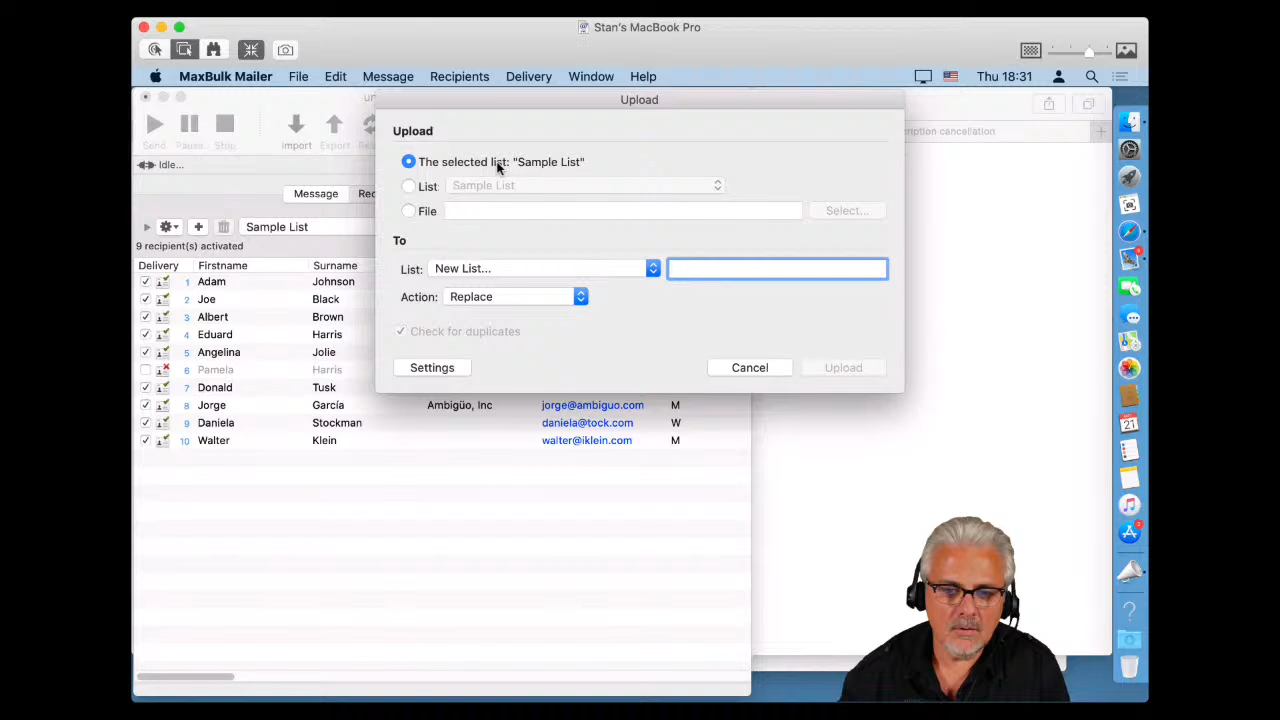 Stan's MacBook Pro
MaxBulk Mailer File Edit Message Recipients Delivery Window Help Thu 18:31
Upload
Send Pause Stop Import Export
ription cancellation
Upload
Idle...
The selected list: "Sample List"
List: Sample List
Message
File Select...
Sample List
To
9 recipient(s) activated
List: New List...
Delivery Firstname Surname
1 Adam Johnson
Action: Replace
2 Joe Black
3 Albert Brown
Check for duplicates
4 Eduard Harris
5 Angelina Jolie
6 Pamela Harris
Settings Cancel Upload
7 Donald Tusk
8 Jorge García Ambigüo, Inc jorge@ambiguo.com M
9 Daniela Stockman daniela@tock.com W
10 Walter Klein walter@iklein.com M